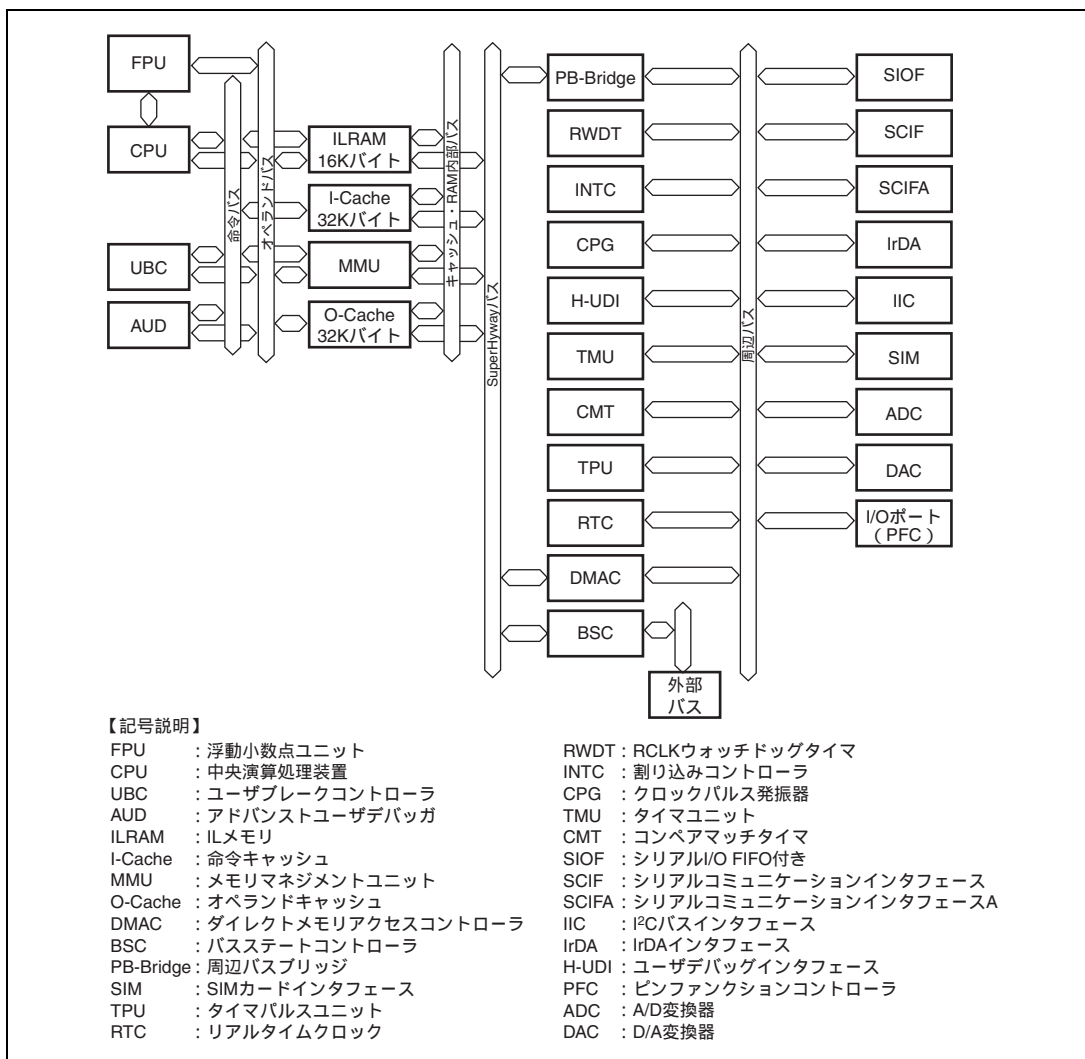 FPU
CPU
UBC
AUD
命令バス
オペランドバス
ILRAM
16Kバイト
I-Cache
32Kバイト
MMU
O-Cache
32Kバイト
キャッシュ・RAM内部バス
SuperHywayバス
PB-Bridge
RWDT
INTC
CPG
H-UDI
TMU
CMT
TPU
RTC
DMAC
BSC
外部
バス
周辺バス
SIOF
SCIF
SCIFA
IrDA
IIC
SIM
ADC
DAC
I/Oポート
（PFC）
【記号説明】
FPU : 浮動小数点ユニット
CPU : 中央演算処理装置
UBC : ユーザブレークコントローラ
AUD : アドバンストユーザデバッガ
ILRAM : ILメモリ
I-Cache : 命令キャッシュ
MMU : メモリマネジメントユニット
O-Cache : オペランドキャッシュ
DMAC : ダイレクトメモリアクセスコントローラ
BSC : バスステートコントローラ
PB-Bridge : 周辺バスブリッジ
SIM : SIMカードインタフェース
TPU : タイマパルスユニット
RTC : リアルタイムクロック
RWDT : RCLKウォッチドッグタイマ
INTC : 割り込みコントローラ
CPG : クロックパルス発振器
TMU : タイマユニット
CMT : コンペアマッチタイマ
SIOF : シリアルI/O FIFO付き
SCIF : シリアルコミュニケーションインタフェース
SCIFA : シリアルコミュニケーションインタフェースA
IIC : I²Cバスインタフェース
IrDA : IrDAインタフェース
H-UDI : ユーザデバッグインタフェース
PFC : ピンファンクションコントローラ
ADC : A/D変換器
DAC : D/A変換器